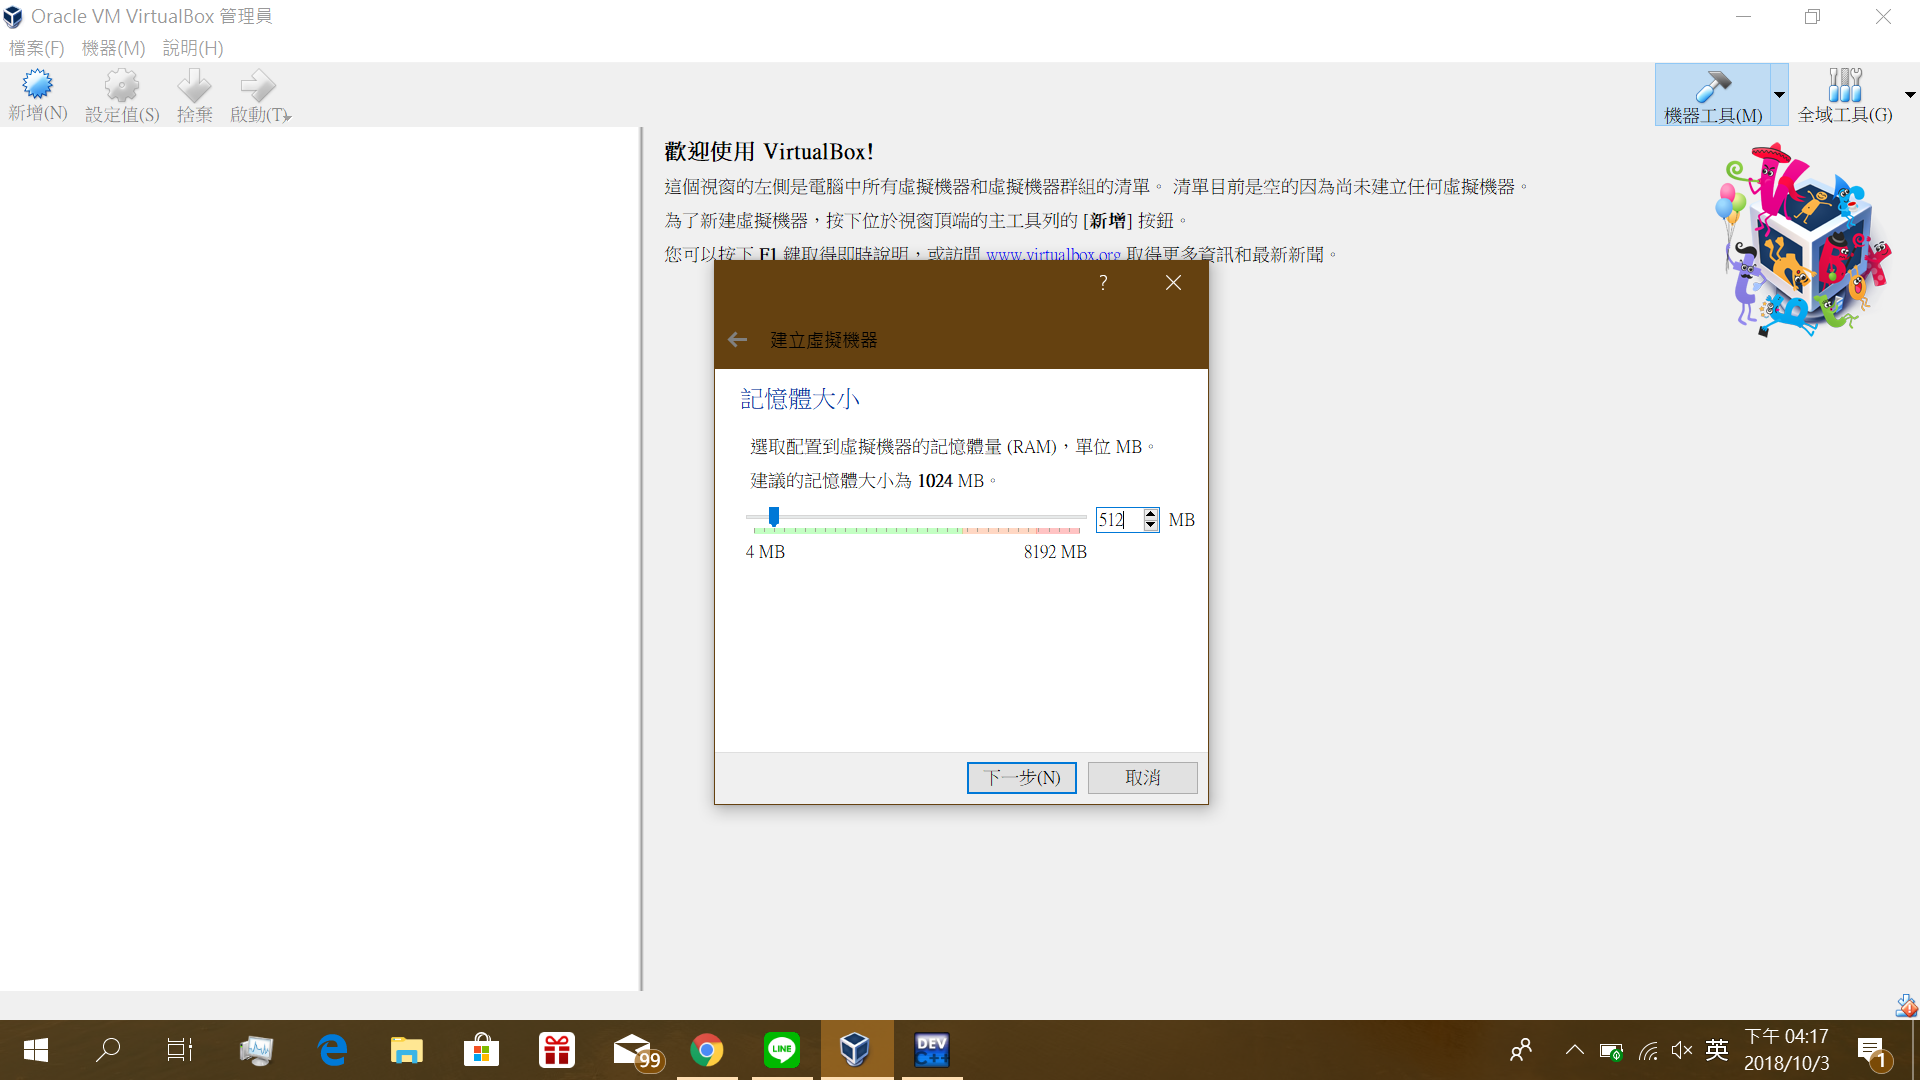 Oracle VM VirtualBox 管理員
檔案(F) 機器(M) 說明(H)
新增(N) 設定值(S) 捨棄 啟動(T) 機器工具(M) 全域工具(G)
歡迎使用 VirtualBox!
這個視窗的左側是電腦中所有虛擬機器和虛擬機器群組的清單。 清單目前是空的因為尚未建立任何虛擬機器。
為了新建虛擬機器，按下位於視窗頂端的主工具列的 [新增] 按鈕。
您可以按下 F1 鍵取得即時說明，或訪問 www.virtualbox.org 取得更多資訊和最新新聞。
?
建立虛擬機器
記憶體大小
選取配置到虛擬機器的記憶體量 (RAM)，單位 MB。
建議的記憶體大小為 1024 MB。
512 MB
4 MB 8192 MB
下一步(N) 取消
99 LINE DEV C++ 英 下午 04:17
2018/10/3 1